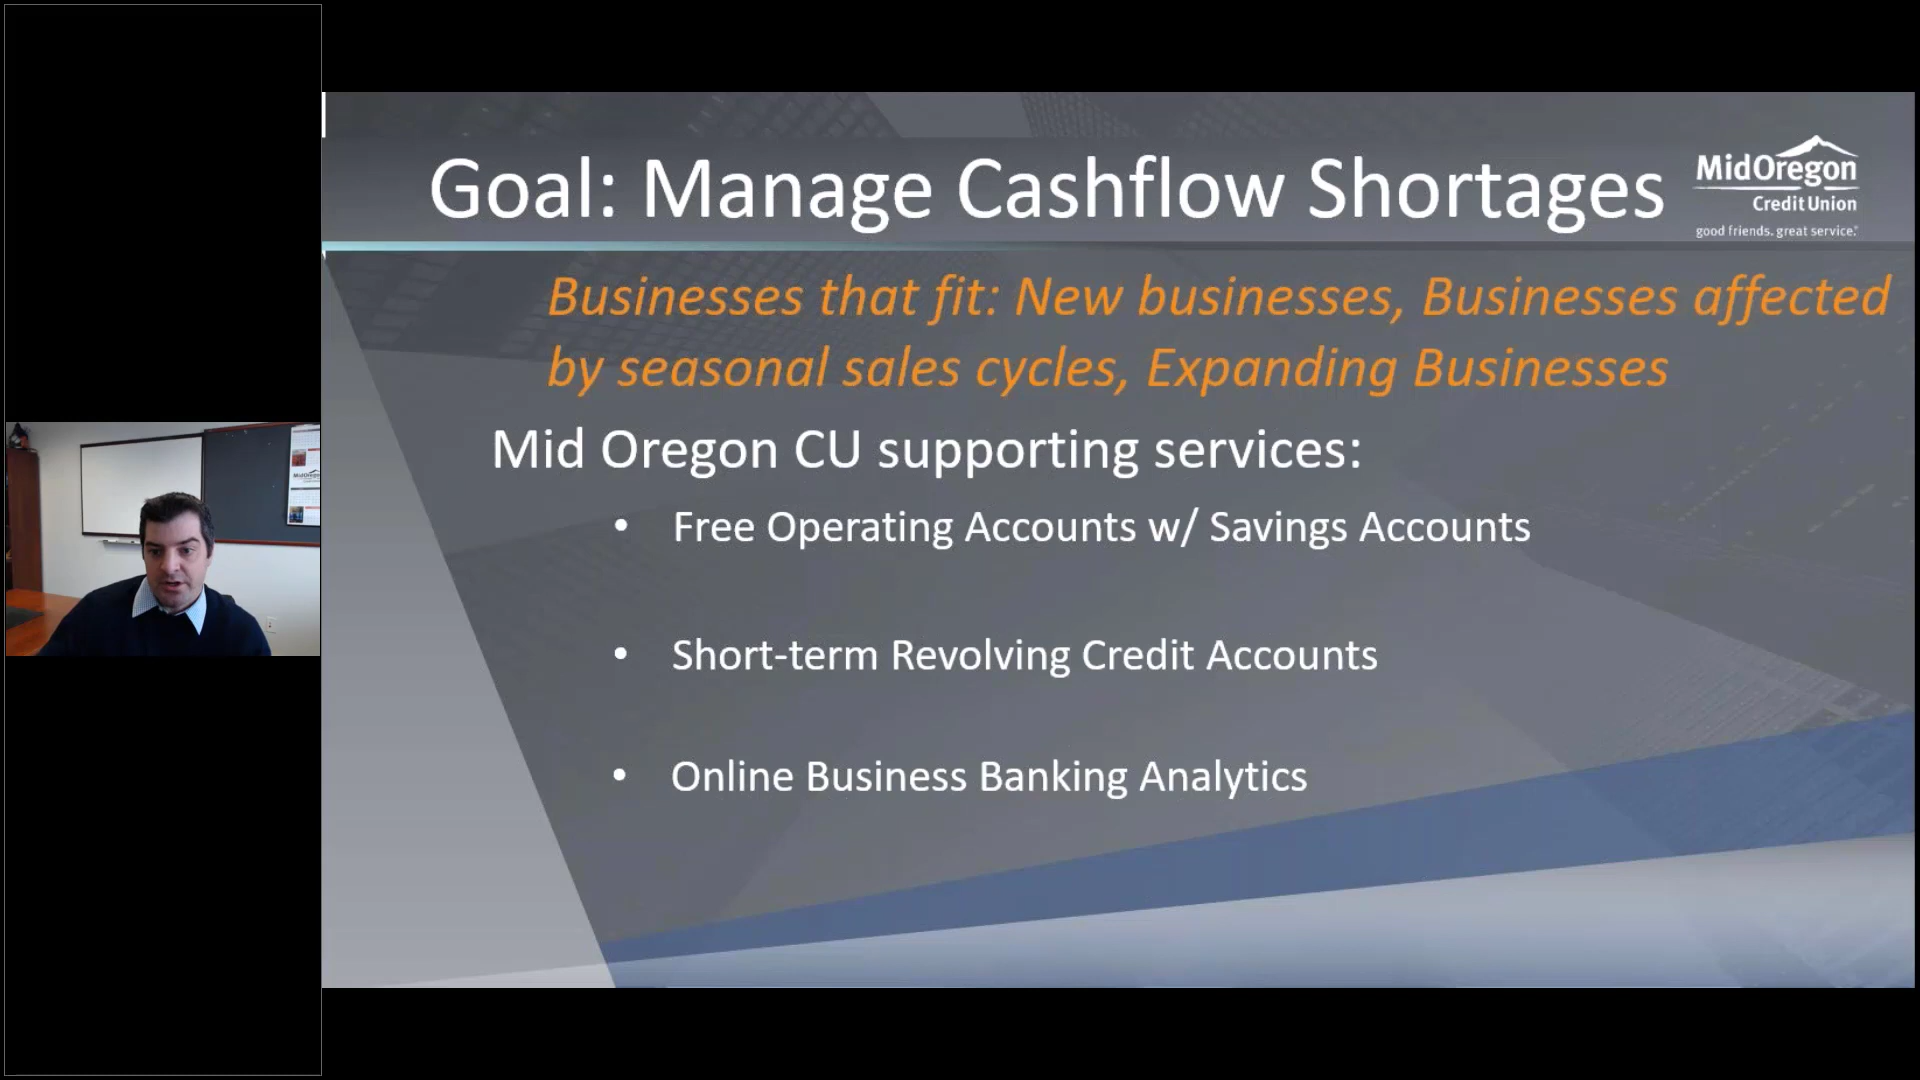 Goal: Manage Cashflow Shortages
MidOregon
Credit Union
good friends. great service.
Businesses that fit: New businesses, Businesses affected
by seasonal sales cycles, Expanding Businesses
Mid Oregon CU supporting services:
• Free Operating Accounts w/ Savings Accounts
• Short-term Revolving Credit Accounts
• Online Business Banking Analytics